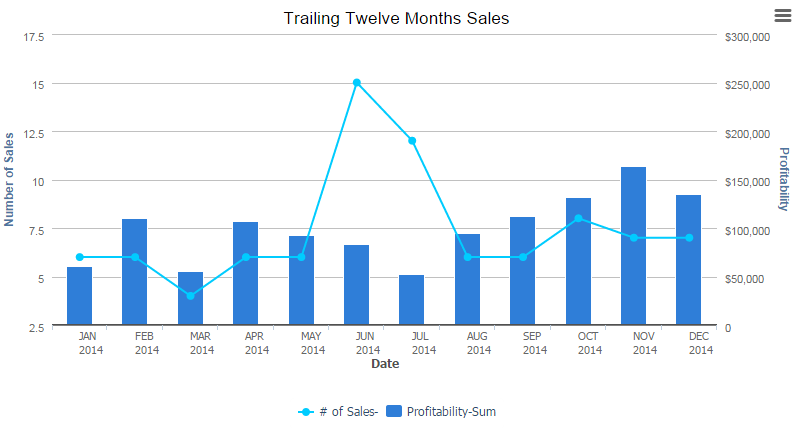 Trailing Twelve Months Sales
17.5
15
12.5
10
7.5
5
2.5
Number of Sales
$300,000
$250,000
$200,000
$150,000
$100,000
$50,000
0
Profitability
JAN 2014
FEB 2014
MAR 2014
APR 2014
MAY 2014
JUN 2014
JUL 2014
AUG 2014
SEP 2014
OCT 2014
NOV 2014
DEC 2014
Date
# of Sales-
Profitability-Sum